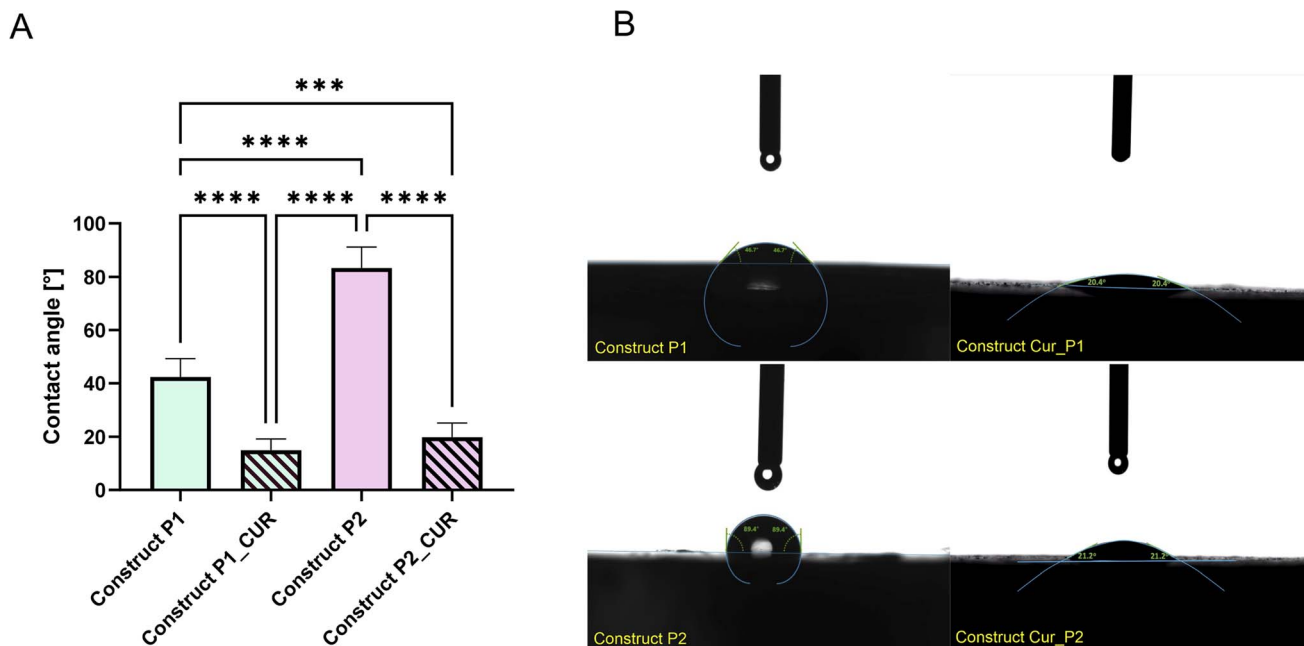 A
B
***
****
**** **** ****
Contact angle [°]
100
80
60
40
20
0
Construct P1
Construct P1_CUR
Construct P2
Construct P2_CUR
46.7° 46.7°
Construct P1
20.4° 20.4°
Construct Cur_P1
89.4° 89.4°
Construct P2
21.2° 21.2°
Construct Cur_P2